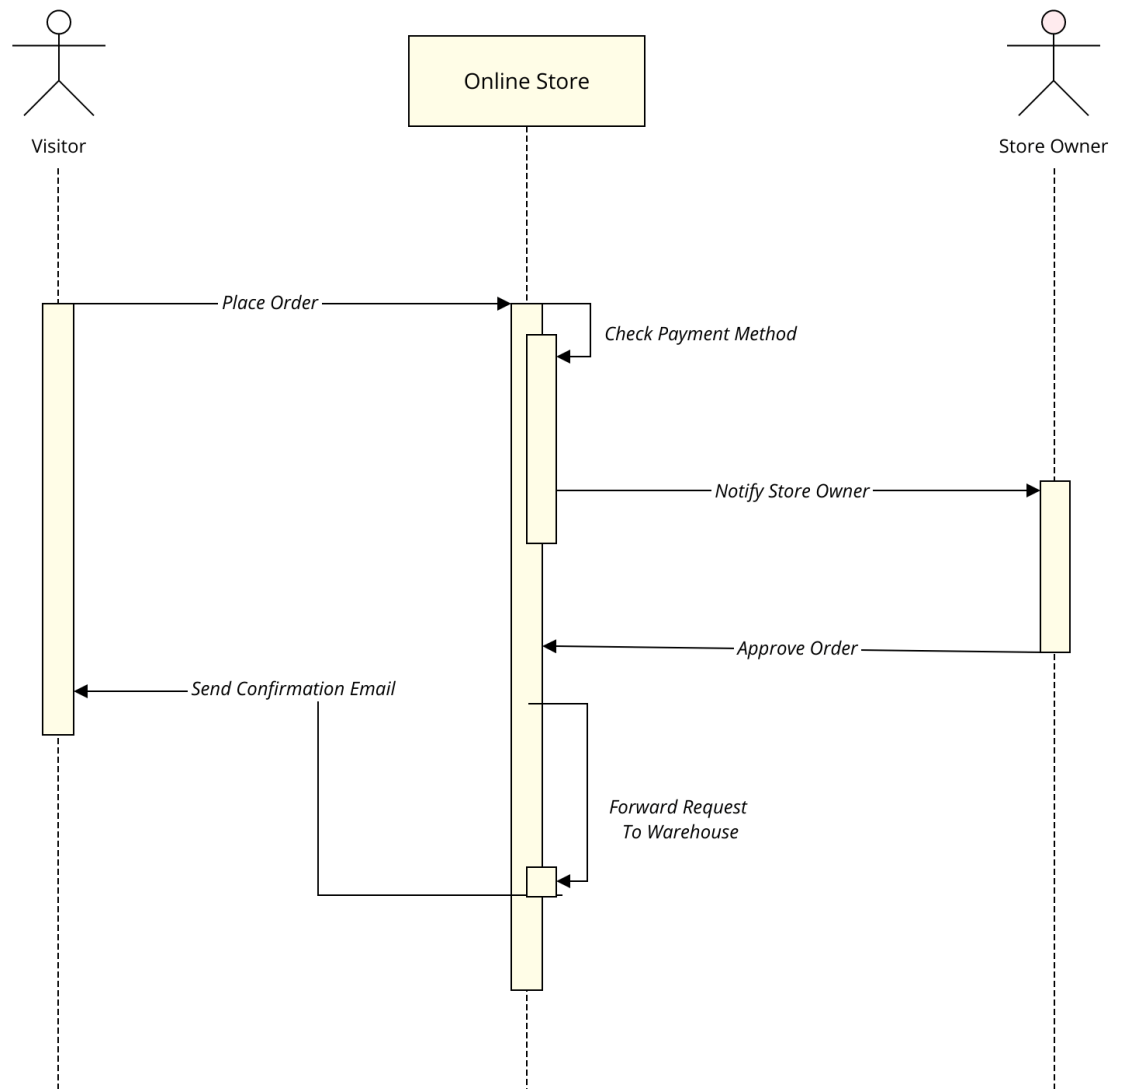 Online Store
Visitor
Store Owner
Place Order
Check Payment Method
Notify Store Owner
Approve Order
Send Confirmation Email
Forward Request
To Warehouse